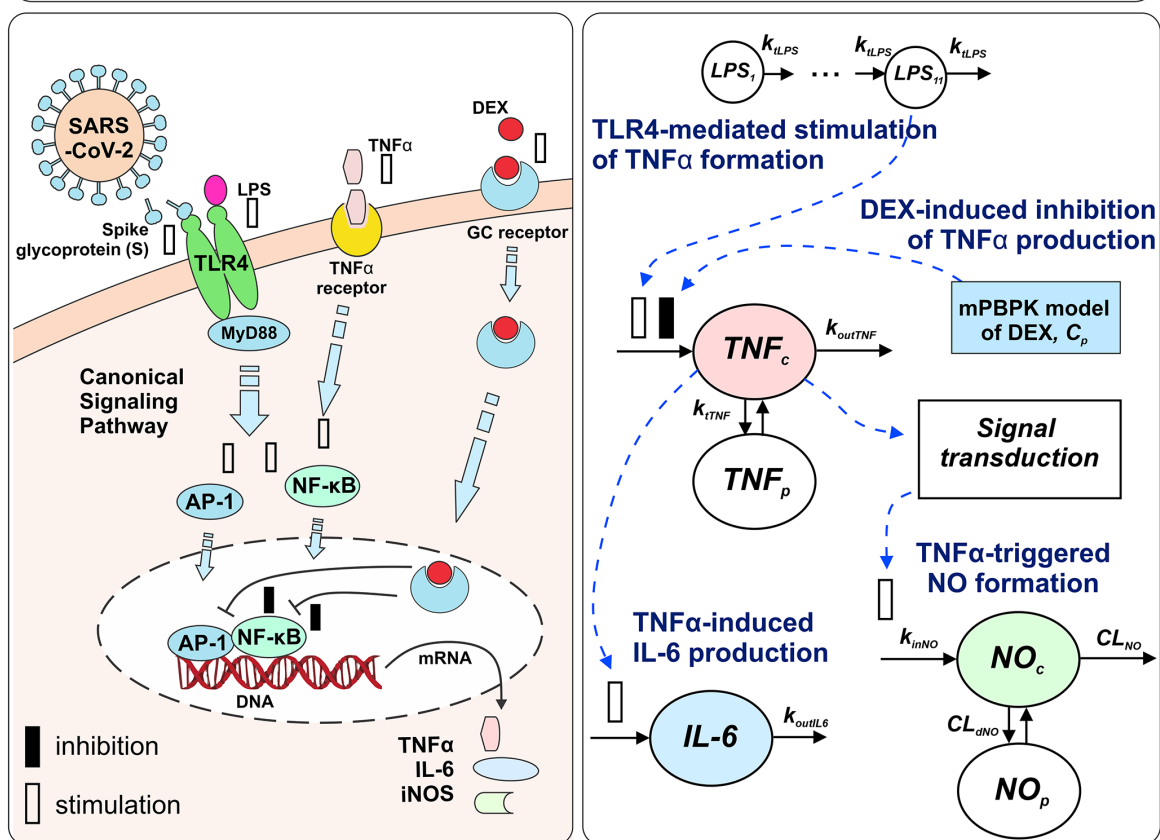 SARS
-CoV-2
Spike
glycoprotein (S)
LPS
TLR4
MyD88
TNFα
TNFα
receptor
DEX
GC receptor
Canonical
Signaling
Pathway
AP-1
NF-κB
AP-1
NF-κB
DNA
mRNA
TNFα
IL-6
iNOS
inhibition
stimulation
LPS1
ktLPS
...
ktLPS
LPS11
ktLPS
TLR4-mediated stimulation
of TNFα formation
DEX-induced inhibition
of TNFα production
mPBPK model
of DEX, Cp
TNFc
koutTNF
ktTNF
TNFp
Signal
transduction
TNFα-triggered
NO formation
TNFα-induced
IL-6 production
kinNO
NOc
CLNO
CLdNO
NOp
IL-6
koutIL6